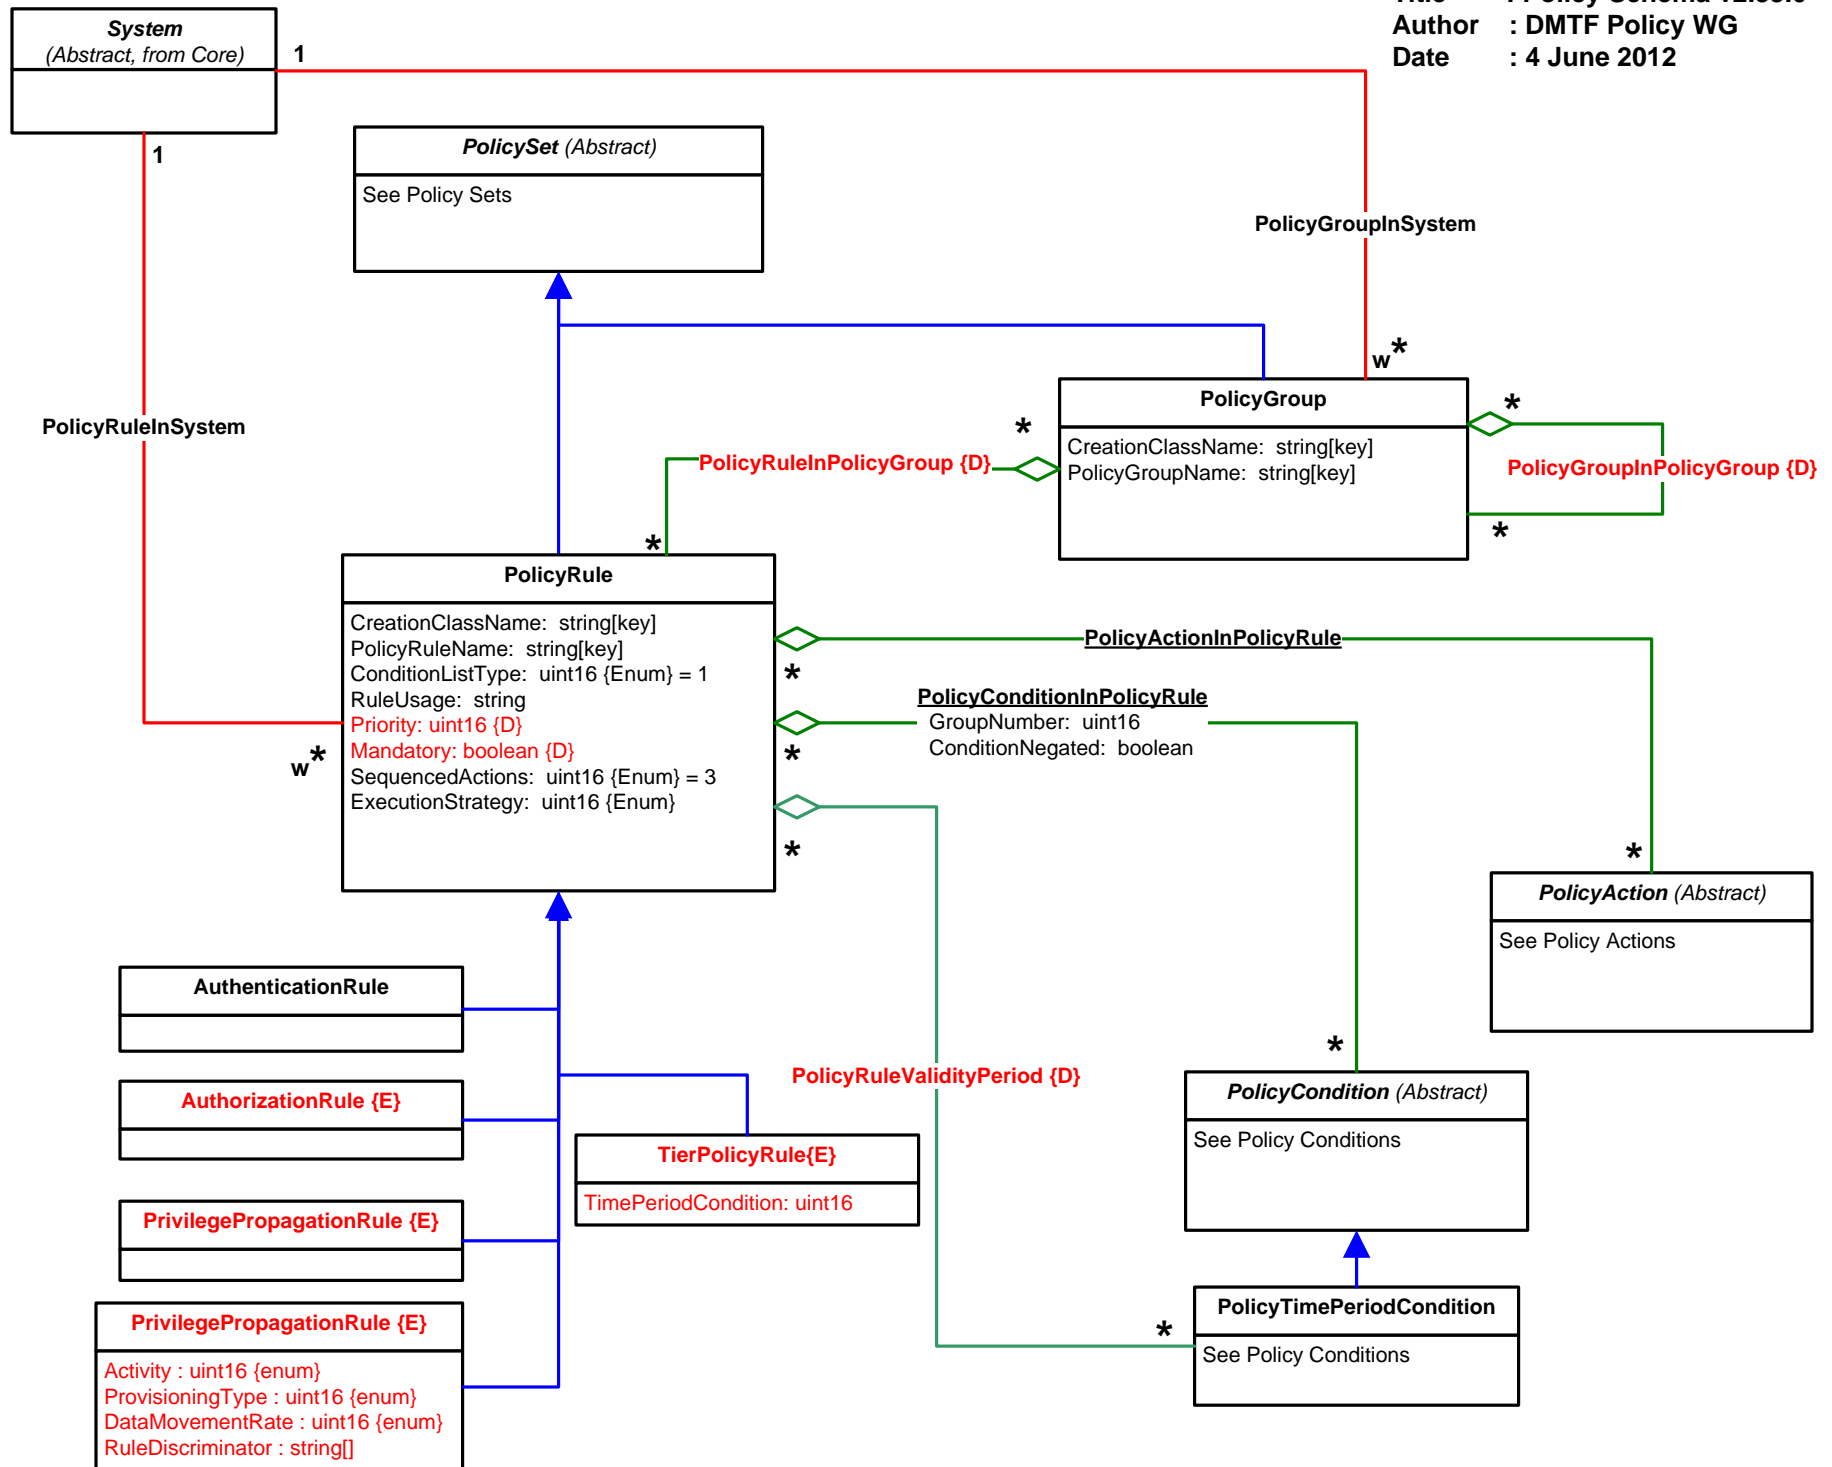 Author : DMTF Policy WG
Date : 4 June 2012
System
(Abstract, from Core)
1
1
PolicySet (Abstract)
See Policy Sets
PolicyGroupInSystem
w*
PolicyRuleInSystem
PolicyGroup
CreationClassName: string[key]
PolicyGroupName: string[key]
*
*
PolicyRuleInPolicyGroup {D}
PolicyGroupInPolicyGroup {D}
*
*
PolicyRule
CreationClassName: string[key]
PolicyRuleName: string[key]
ConditionListType: uint16 {Enum} = 1
RuleUsage: string
Priority: uint16 {D}
Mandatory: boolean {D}
SequencedActions: uint16 {Enum} = 3
ExecutionStrategy: uint16 {Enum}
w*
PolicyActionInPolicyRule
*
PolicyConditionInPolicyRule
GroupNumber: uint16
ConditionNegated: boolean
*
*
*
PolicyAction (Abstract)
See Policy Actions
AuthenticationRule
AuthorizationRule {E}
PolicyRuleValidityPeriod {D}
*
PolicyCondition (Abstract)
See Policy Conditions
TierPolicyRule{E}
TimePeriodCondition: uint16
PrivilegePropagationRule {E}
PrivilegePropagationRule {E}
Activity : uint16 {enum}
ProvisioningType : uint16 {enum}
DataMovementRate : uint16 {enum}
RuleDiscriminator : string[]
*
PolicyTimePeriodCondition
See Policy Conditions